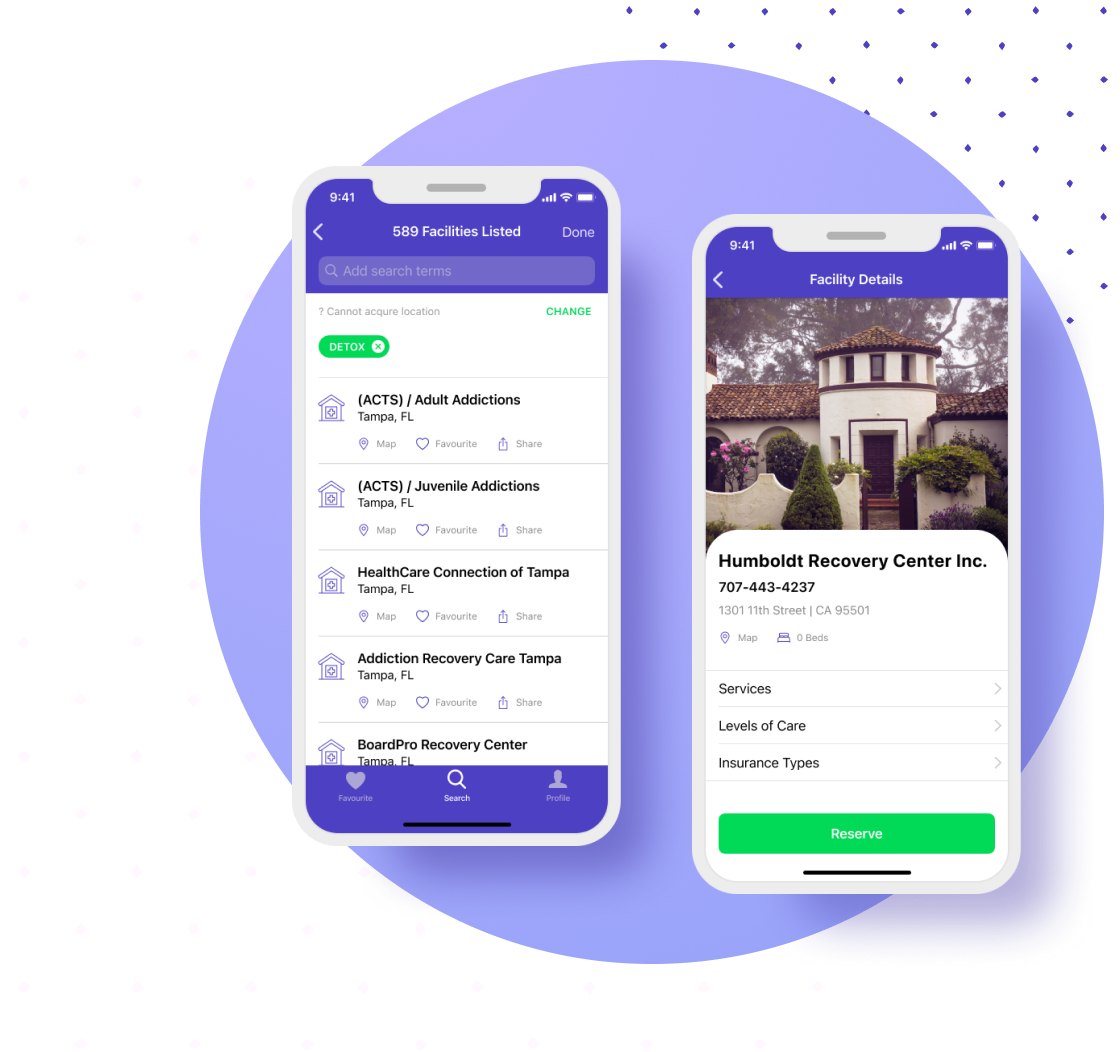 9:41
589 Facilities Listed
Done
Add search terms
? Cannot acqure location
CHANGE
DETOX
(ACTS) / Adult Addictions
Tampa, FL
Map Favourite Share
(ACTS) / Juvenile Addictions
Tampa, FL
Map Favourite Share
HealthCare Connection of Tampa
Tampa, FL
Map Favourite Share
Addiction Recovery Care Tampa
Tampa, FL
Map Favourite Share
BoardPro Recovery Center
Tampa, FL
Favourite Search Profile
9:41
Facility Details
Humboldt Recovery Center Inc.
707-443-4237
1301 11th Street | CA 95501
Map 0 Beds
Services
Levels of Care
Insurance Types
Reserve